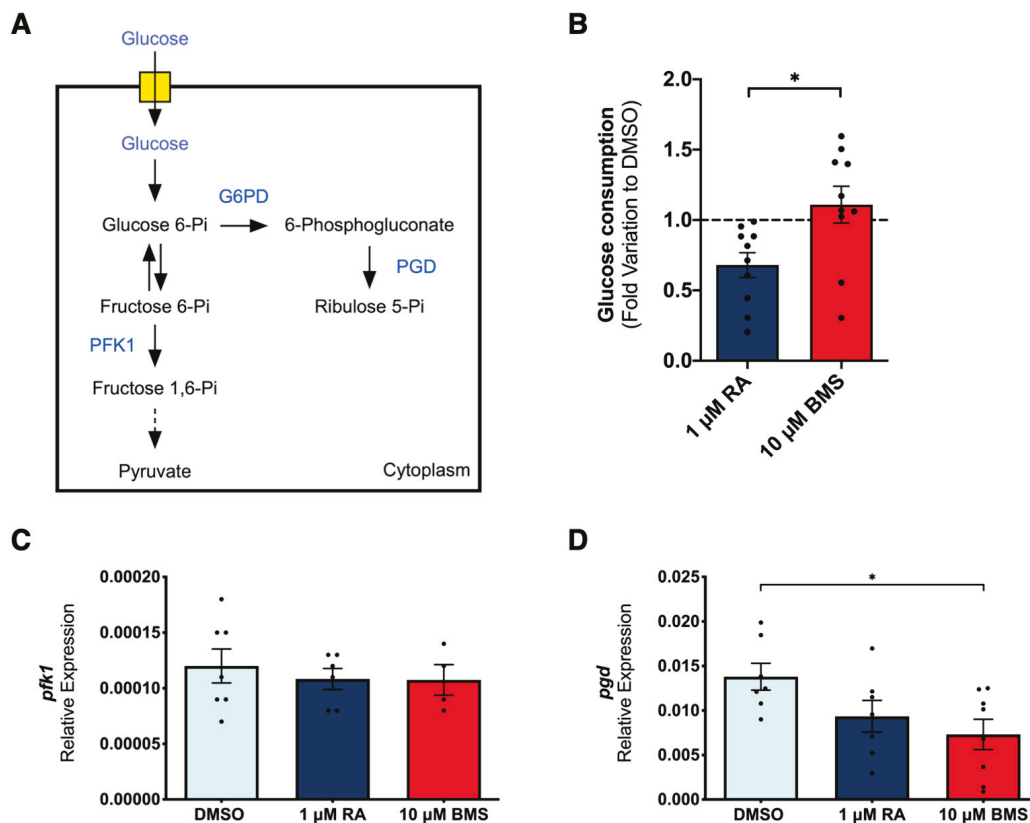 A
Glucose
Glucose
G6PD
Glucose 6-Pi
6-Phosphogluconate
PGD
Fructose 6-Pi
Ribulose 5-Pi
PFK1
Fructose 1,6-Pi
Pyruvate
Cytoplasm
B
Glucose consumption
(Fold Variation to DMSO)
2.0
1.5
1.0
0.5
0.0
*
1 µM RA
10 µM BMS
C
pfk1
Relative Expression
0.00020
0.00015
0.00010
0.00005
0.00000
DMSO
1 µM RA
10 µM BMS
D
pgd
Relative Expression
0.025
0.020
0.015
0.010
0.005
0.000
*
DMSO
1 µM RA
10 µM BMS